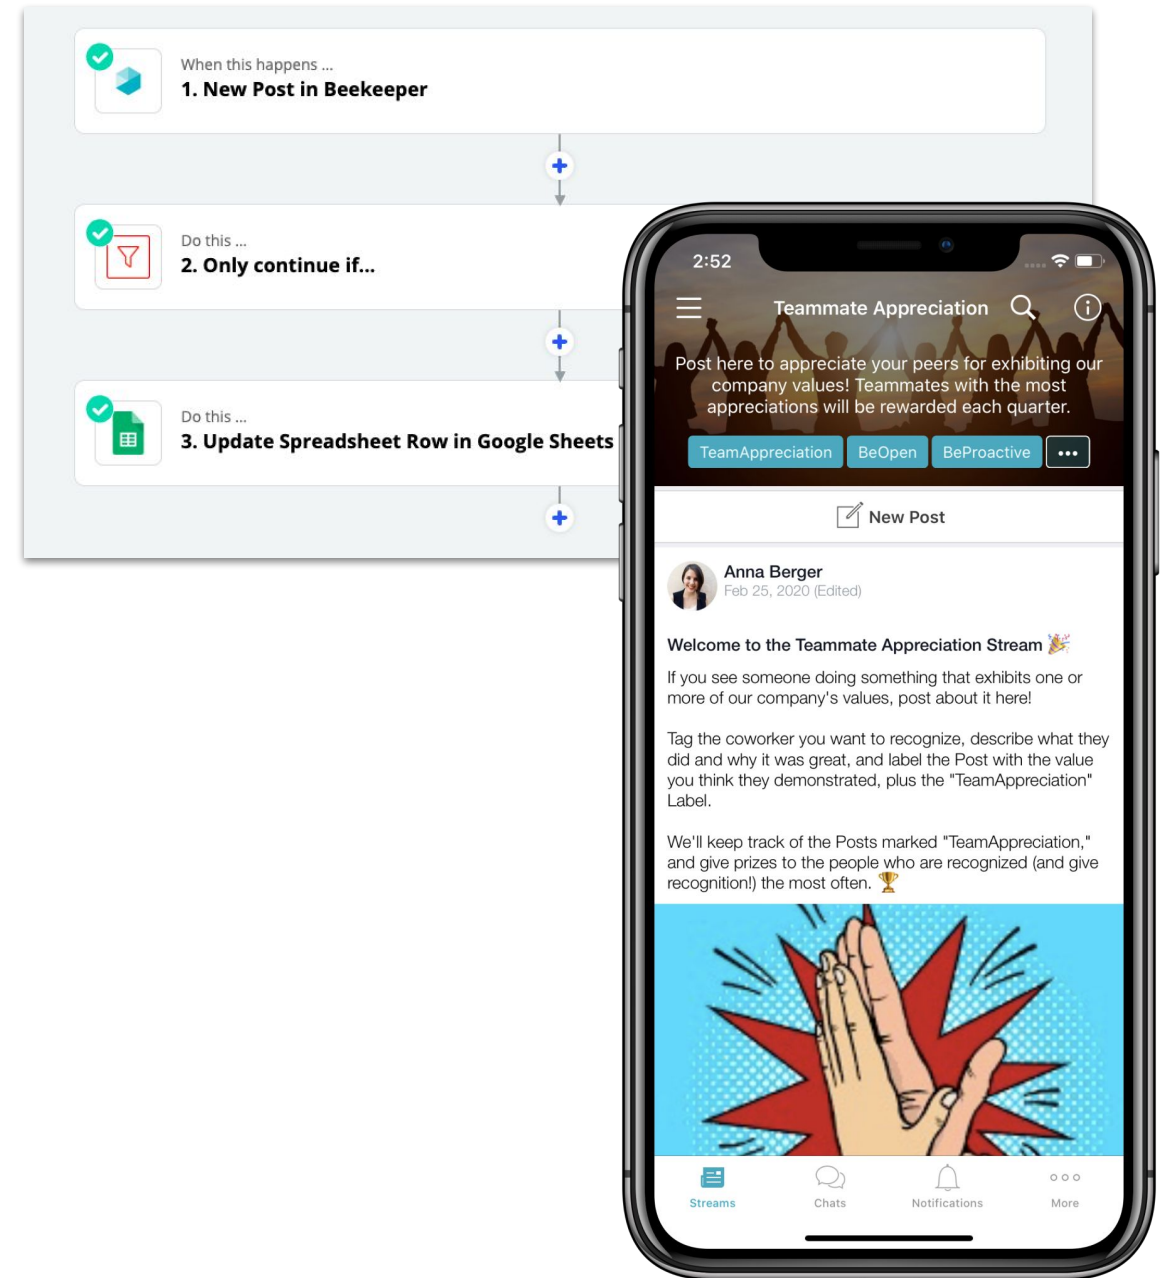 When this happens ...
1. New Post in Beekeeper
Do this ...
2. Only continue if...
Do this ...
3. Update Spreadsheet Row in Google Sheets
2:52
Teammate Appreciation
Post here to appreciate your peers for exhibiting our
company values! Teammates with the most
appreciations will be rewarded each quarter.
TeamAppreciation BeOpen BeProactive
New Post
Anna Berger
Feb 25, 2020 (Edited)
Welcome to the Teammate Appreciation Stream 🎉
If you see someone doing something that exhibits one or
more of our company's values, post about it here!
Tag the coworker you want to recognize, describe what they
did and why it was great, and label the Post with the value
you think they demonstrated, plus the "TeamAppreciation"
Label.
We'll keep track of the Posts marked "TeamAppreciation,"
and give prizes to the people who are recognized (and give
recognition!) the most often. 🏆
Streams Chats Notifications More